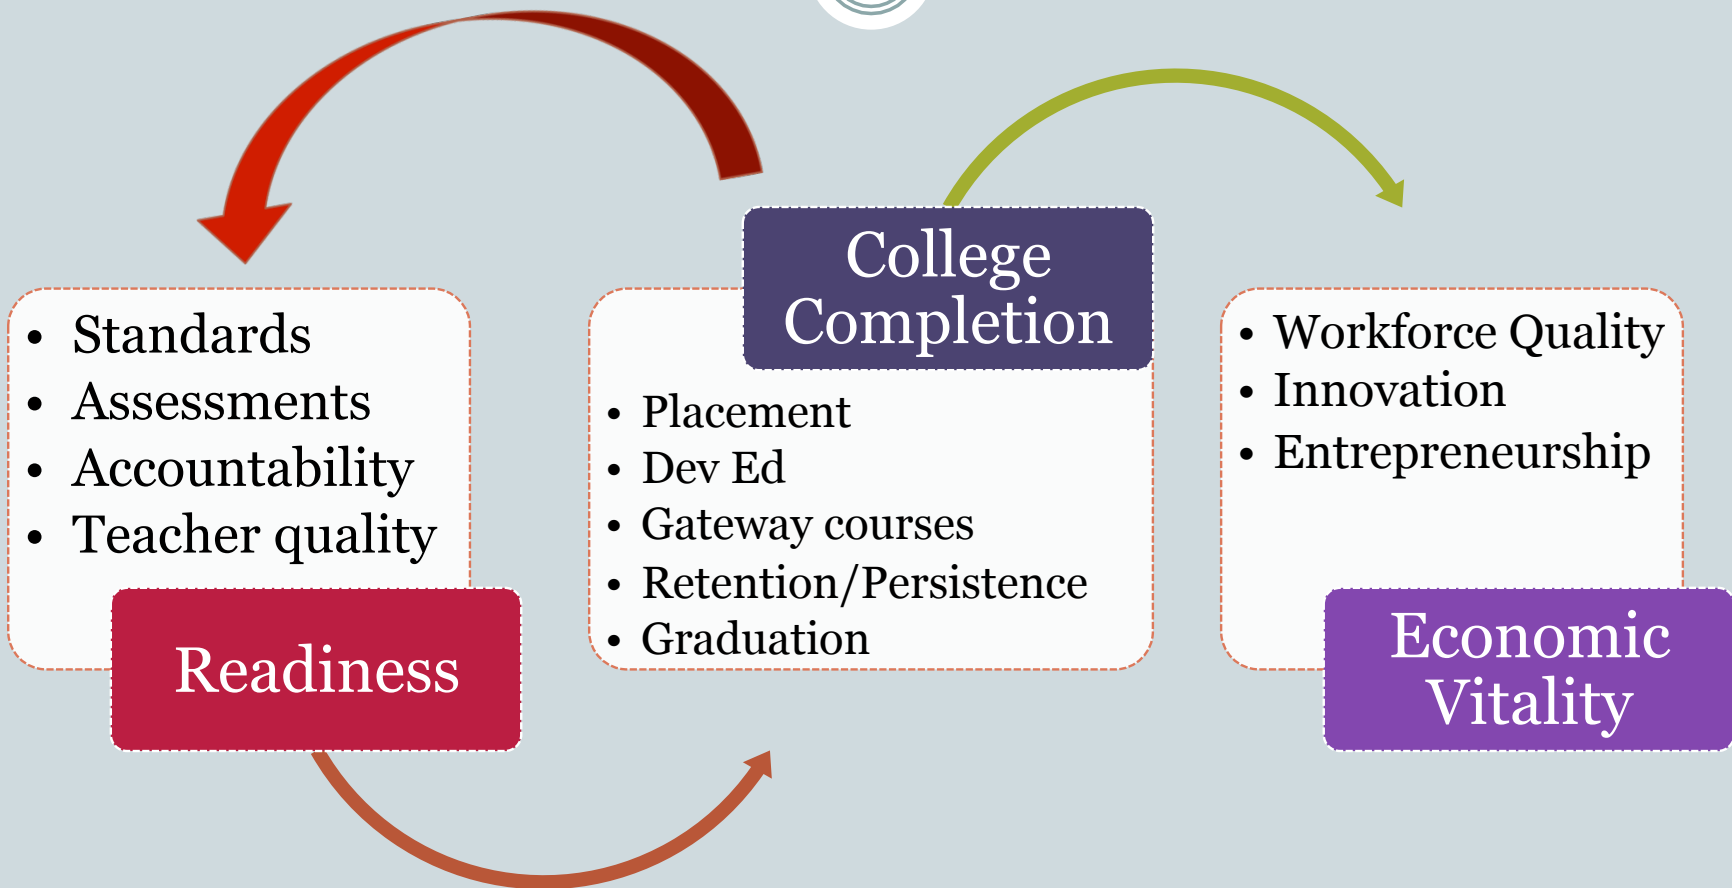 • Standards
• Assessments
• Accountability
• Teacher quality
Readiness
College
Completion
• Placement
• Dev Ed
• Gateway courses
• Retention/Persistence
• Graduation
• Workforce Quality
• Innovation
• Entrepreneurship
Economic
Vitality